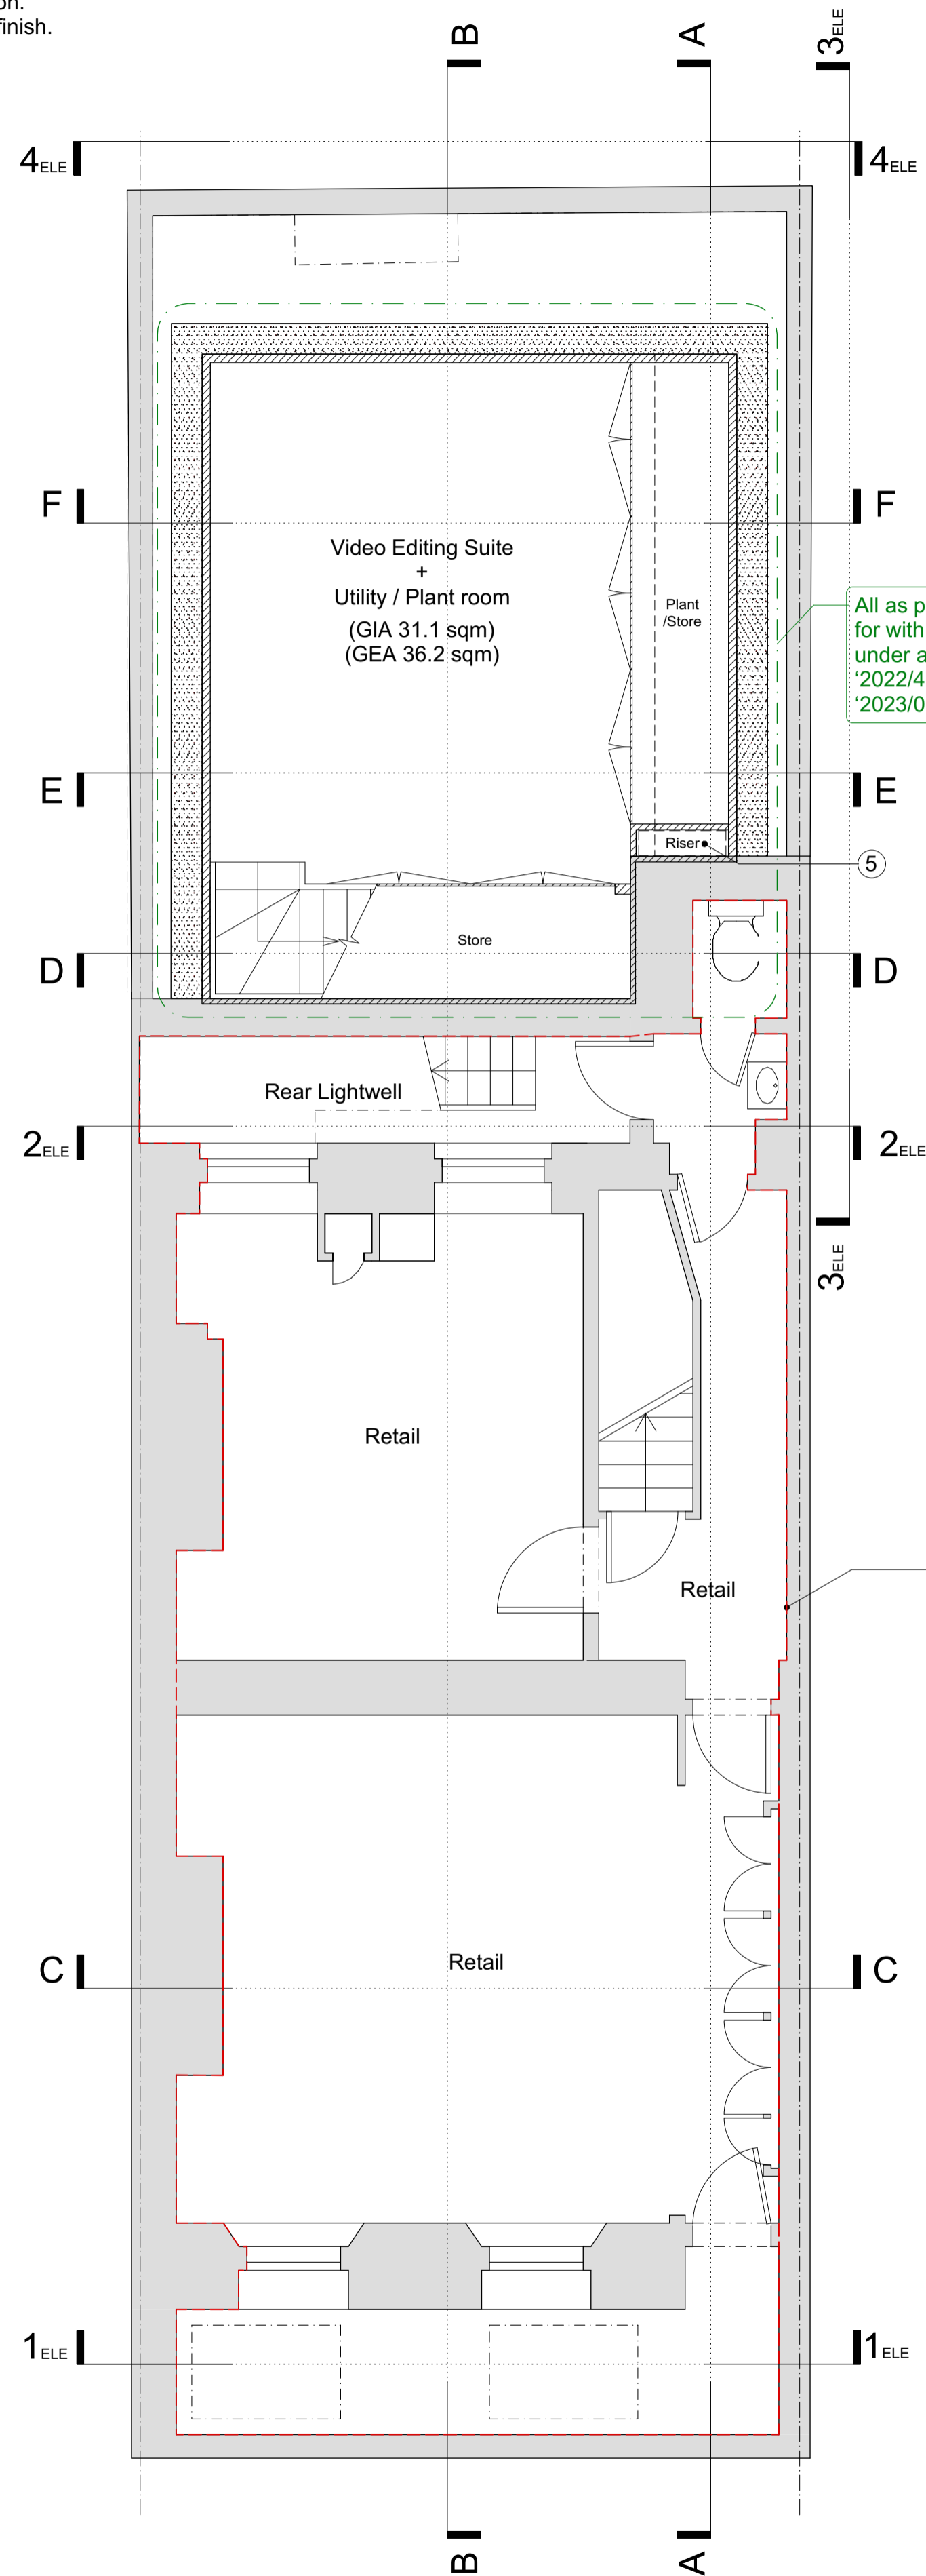 on.
finish.
B
A
3ELE
4ELE
4ELE
F
F
Video Editing Suite
+
Utility / Plant room
(GIA 31.1 sqm)
(GEA 36.2 sqm)
Plant
/Store
All as p
for with
under a
‘2022/4
‘2023/0
E
E
Riser
5
Store
D
D
Rear Lightwell
2ELE
2ELE
3ELE
Retail
Retail
Retail
C
C
1ELE
1ELE
B
A